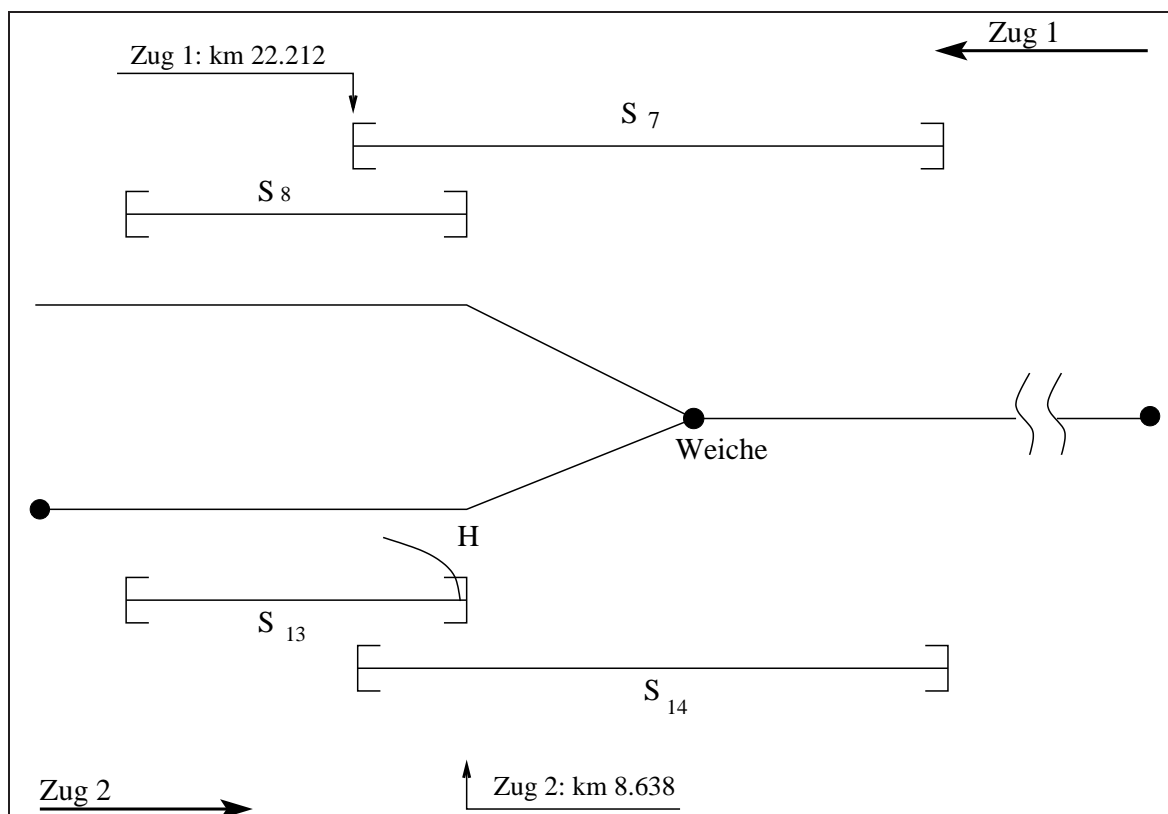 Zug 1
Zug 1: km 22.212
S 7
S 8
Weiche
H
S 13
S 14
Zug 2
Zug 2: km 8.638